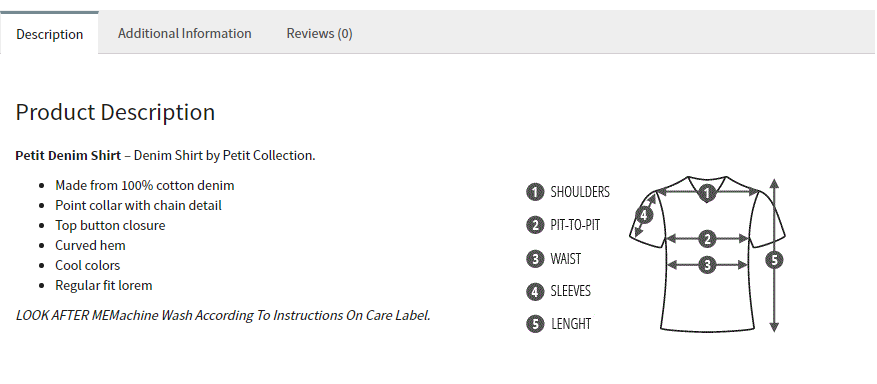 Description Additional Information Reviews (0)
Product Description
Petit Denim Shirt – Denim Shirt by Petit Collection.
Made from 100% cotton denim
Point collar with chain detail
Top button closure
Curved hem
Cool colors
Regular fit lorem
LOOK AFTER MEMachine Wash According To Instructions On Care Label.
1 SHOULDERS
2 PIT-TO-PIT
3 WAIST
4 SLEEVES
5 LENGHT
1
4
2
3
5